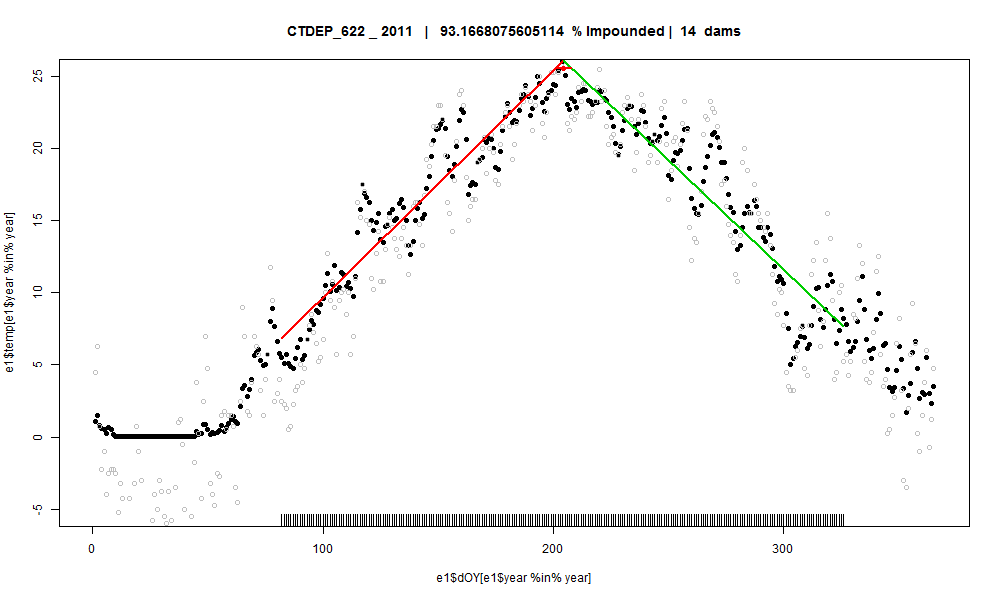 CTDEP_622 _ 2011 | 93.1668075605114 % Impounded | 14 dams
25
20
15
10
5
0
-5
e1$temp[e1$year %in% year]
0 100 200 300
e1$dOY[e1$year %in% year]